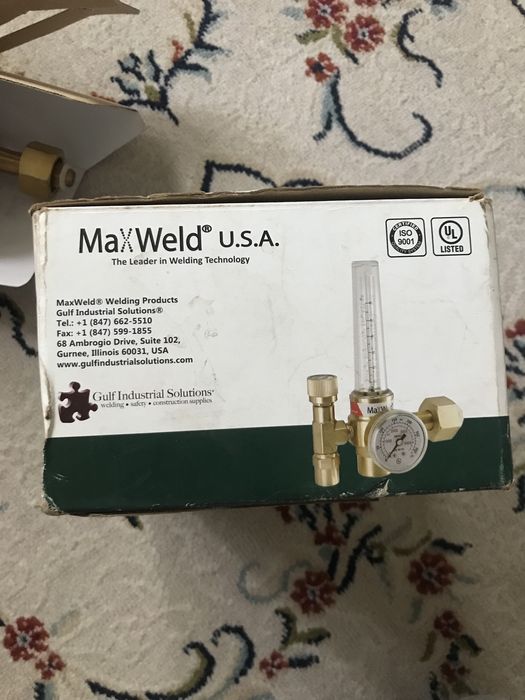 MaXWeld® U.S.A.
The Leader in Welding Technology
CERTIFIED
ISO
9001
UL
LISTED
MaxWeld® Welding Products
Gulf Industrial Solutions®
Tel.: +1 (847) 662-5510
Fax: +1 (847) 599-1855
68 Ambrogio Drive, Suite 102,
Gurnee, Illinois 60031, USA
www.gulfindustrialsolutions.com
Gulf Industrial Solutions
welding • safety • construction supplies